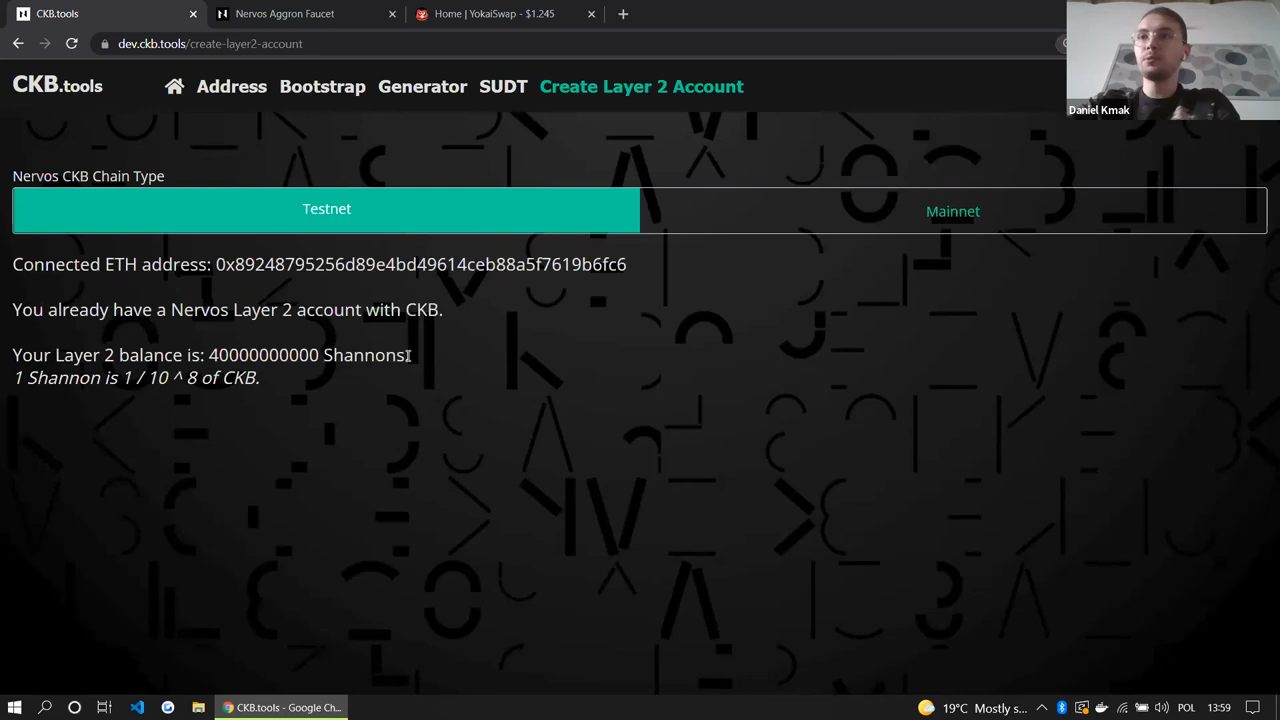 CKB.tools
Nervos Aggron Faucet
Home | YokaiSwap - $1.245
dev.ckb.tools/create-layer2-account
CKB.tools
Address
Bootstrap
Generator
SUDT
Create Layer 2 Account
Daniel Kmak
Nervos CKB Chain Type
Testnet
Mainnet
Connected ETH address: 0x89248795256d89e4bd49614ceb88a5f7619b6fc6
You already have a Nervos Layer 2 account with CKB.
Your Layer 2 balance is: 40000000000 Shannons.
1 Shannon is 1 / 10 ^ 8 of CKB.
CKB.tools - Google Ch...
19°C Mostly s...
POL
13:59